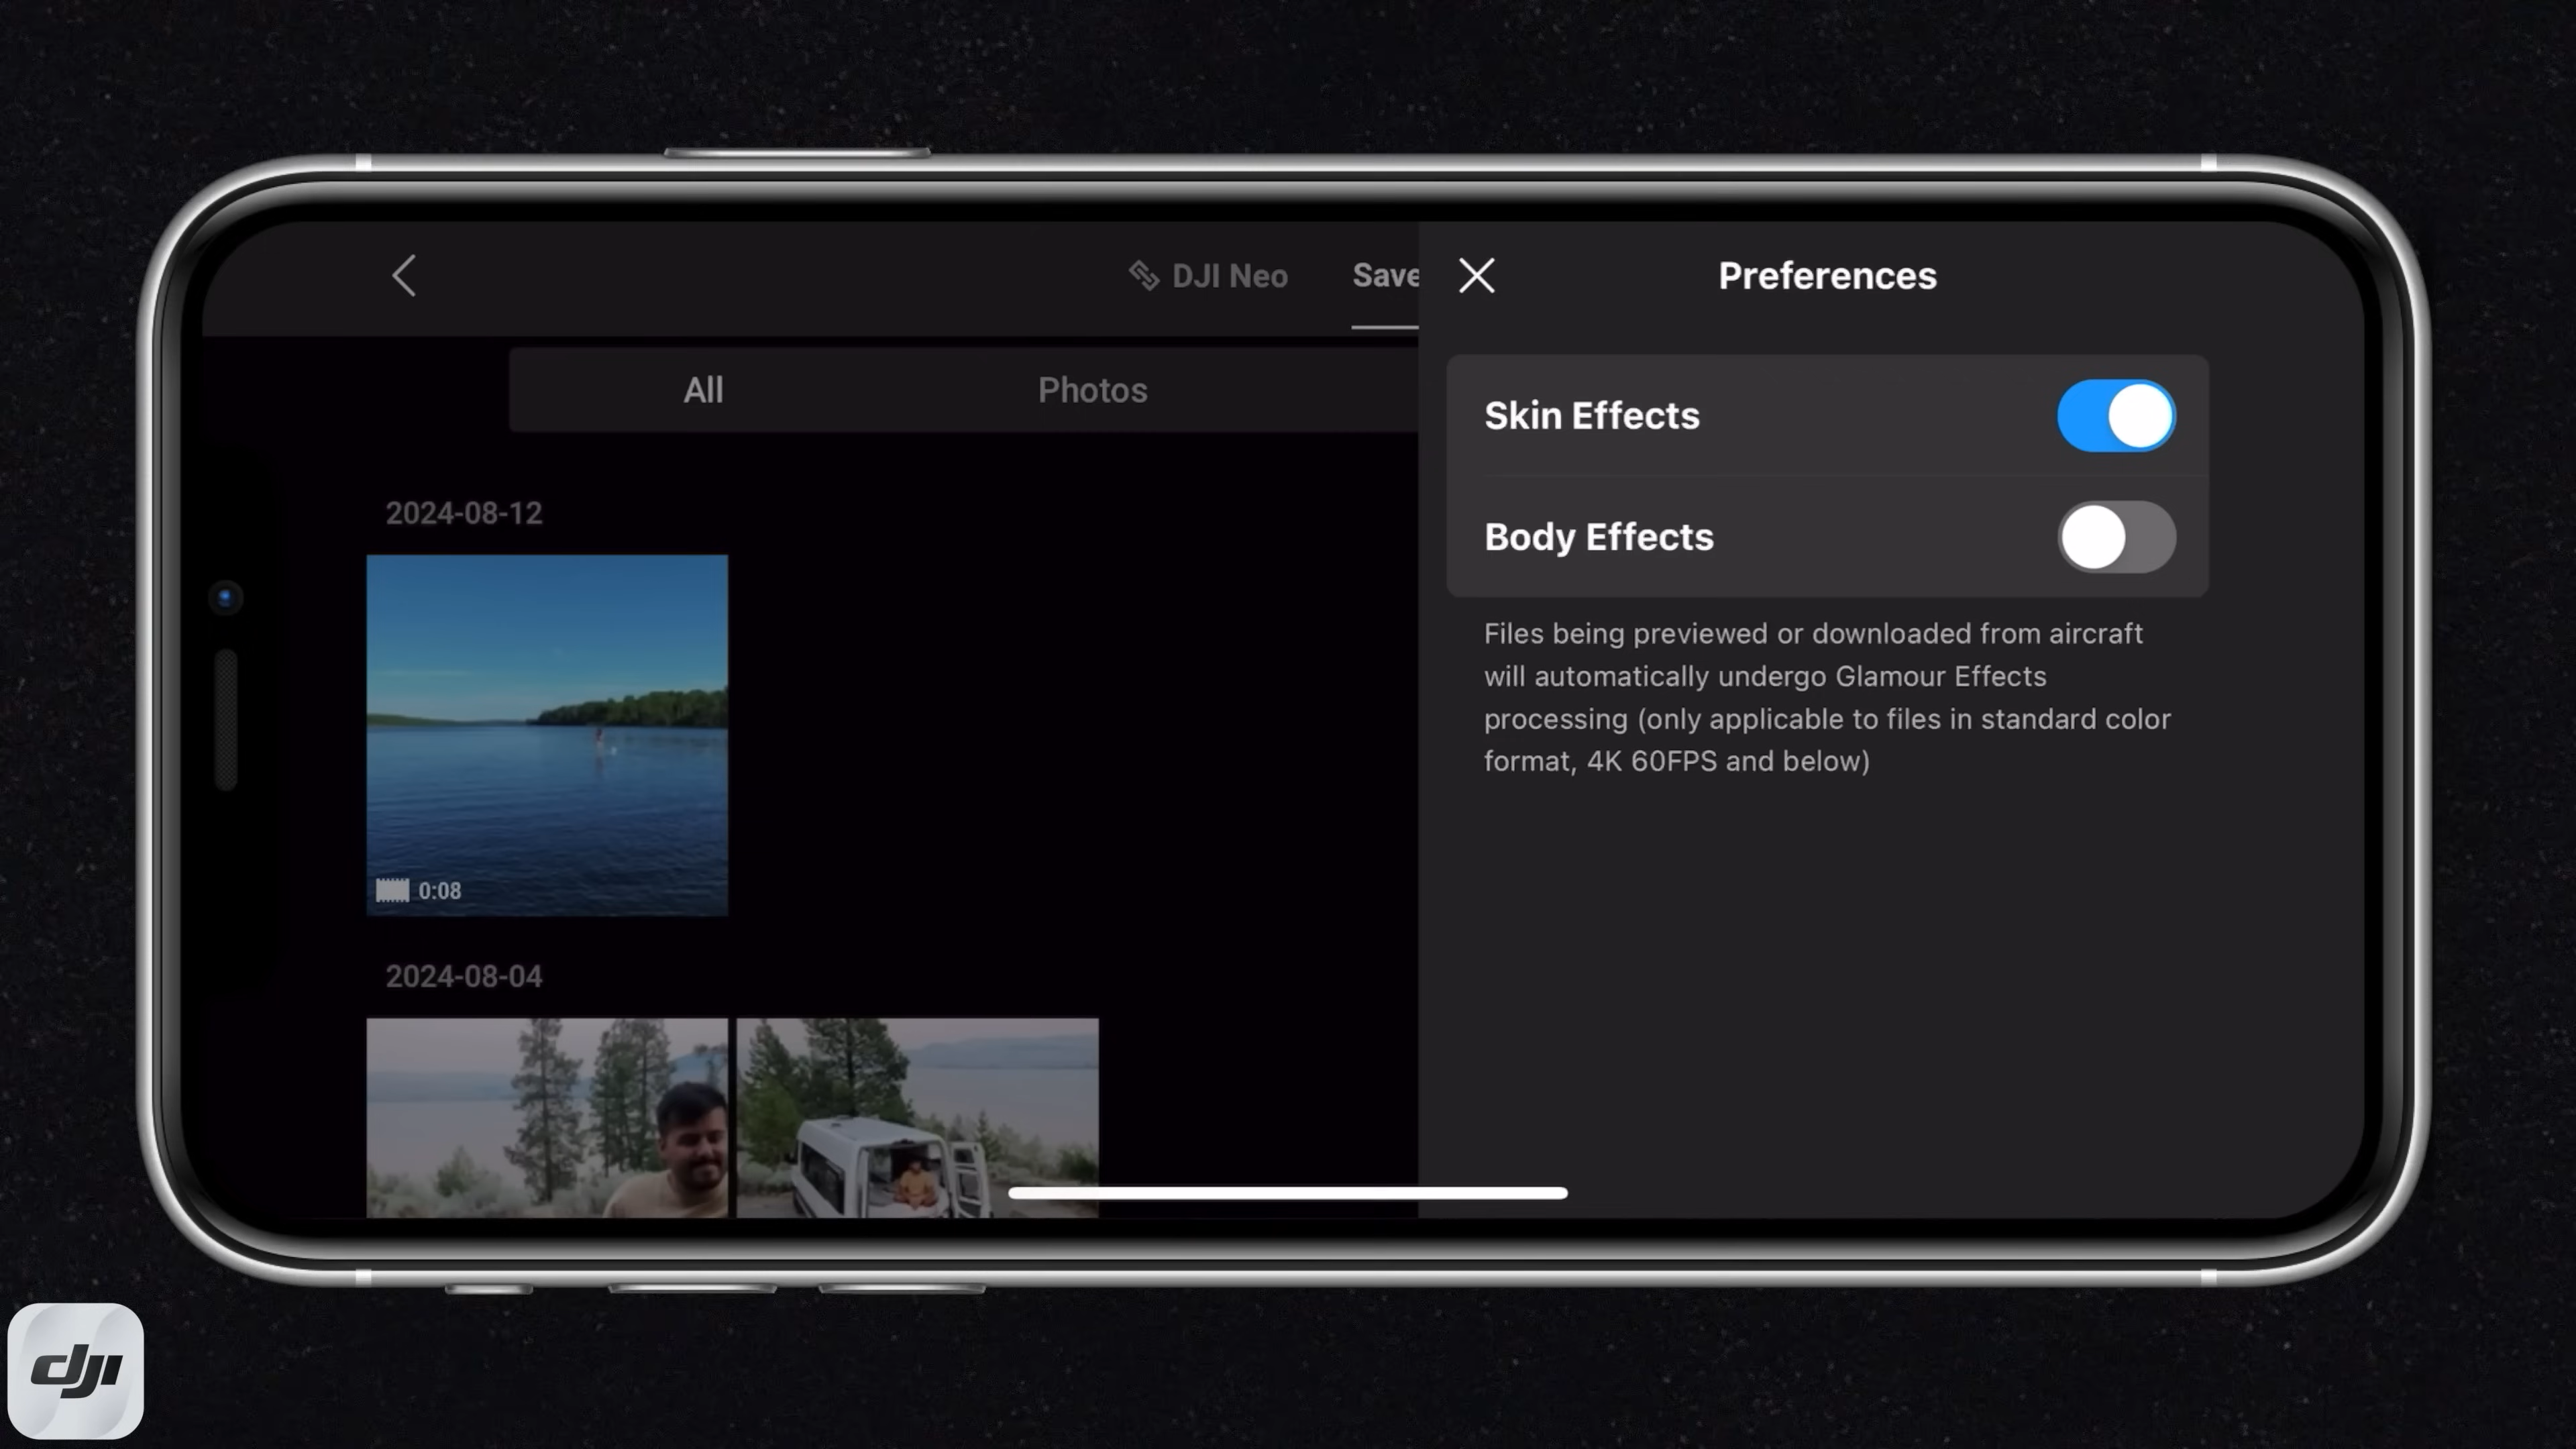 DJI Neo
Save
All
Photos
2024-08-12
0:08
2024-08-04
Preferences
Skin Effects
Body Effects
Files being previewed or downloaded from aircraft
will automatically undergo Glamour Effects
processing (only applicable to files in standard color
format, 4K 60FPS and below)
dji